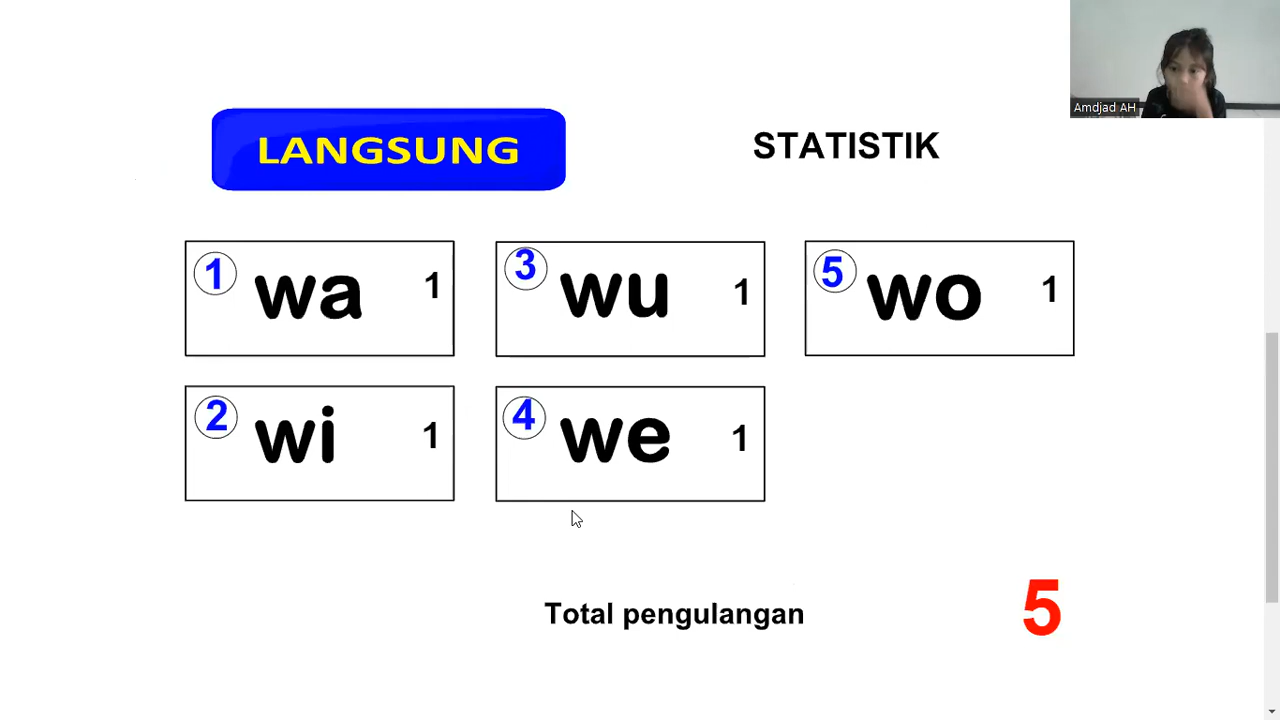 Amdjad AH
LANGSUNG
STATISTIK
1 wa 1
3 wu 1
5 wo 1
2 wi 1
4 we 1
Total pengulangan 5